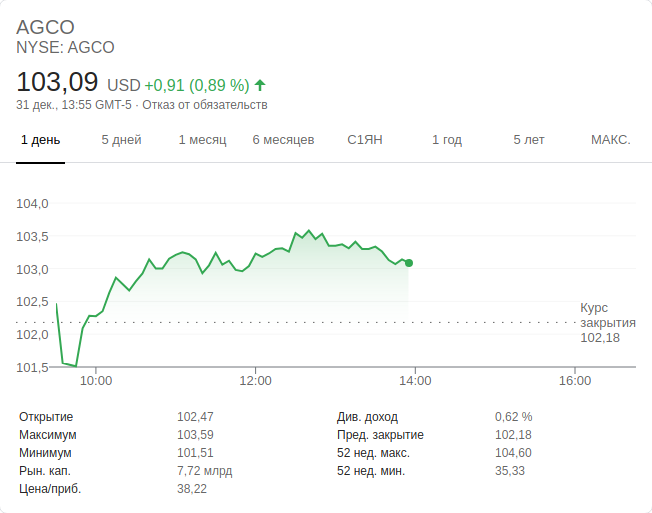 AGCO
NYSE: AGCO
103,09 USD +0,91 (0,89 %)
31 дек., 13:55 GMT-5 · Отказ от обязательств
1 день 5 дней 1 месяц 6 месяцев С1ЯН 1 год 5 лет МАКС.
104,0
103,5
103,0
102,5
102,0
101,5
Курс
закрытия
102,18
10:00 12:00 14:00 16:00
Открытие 102,47 Див. доход 0,62 %
Максимум 103,59 Пред. закрытие 102,18
Минимум 101,51 52 нед. макс. 104,60
Рын. кап. 7,72 млрд 52 нед. мин. 35,33
Цена/приб. 38,22